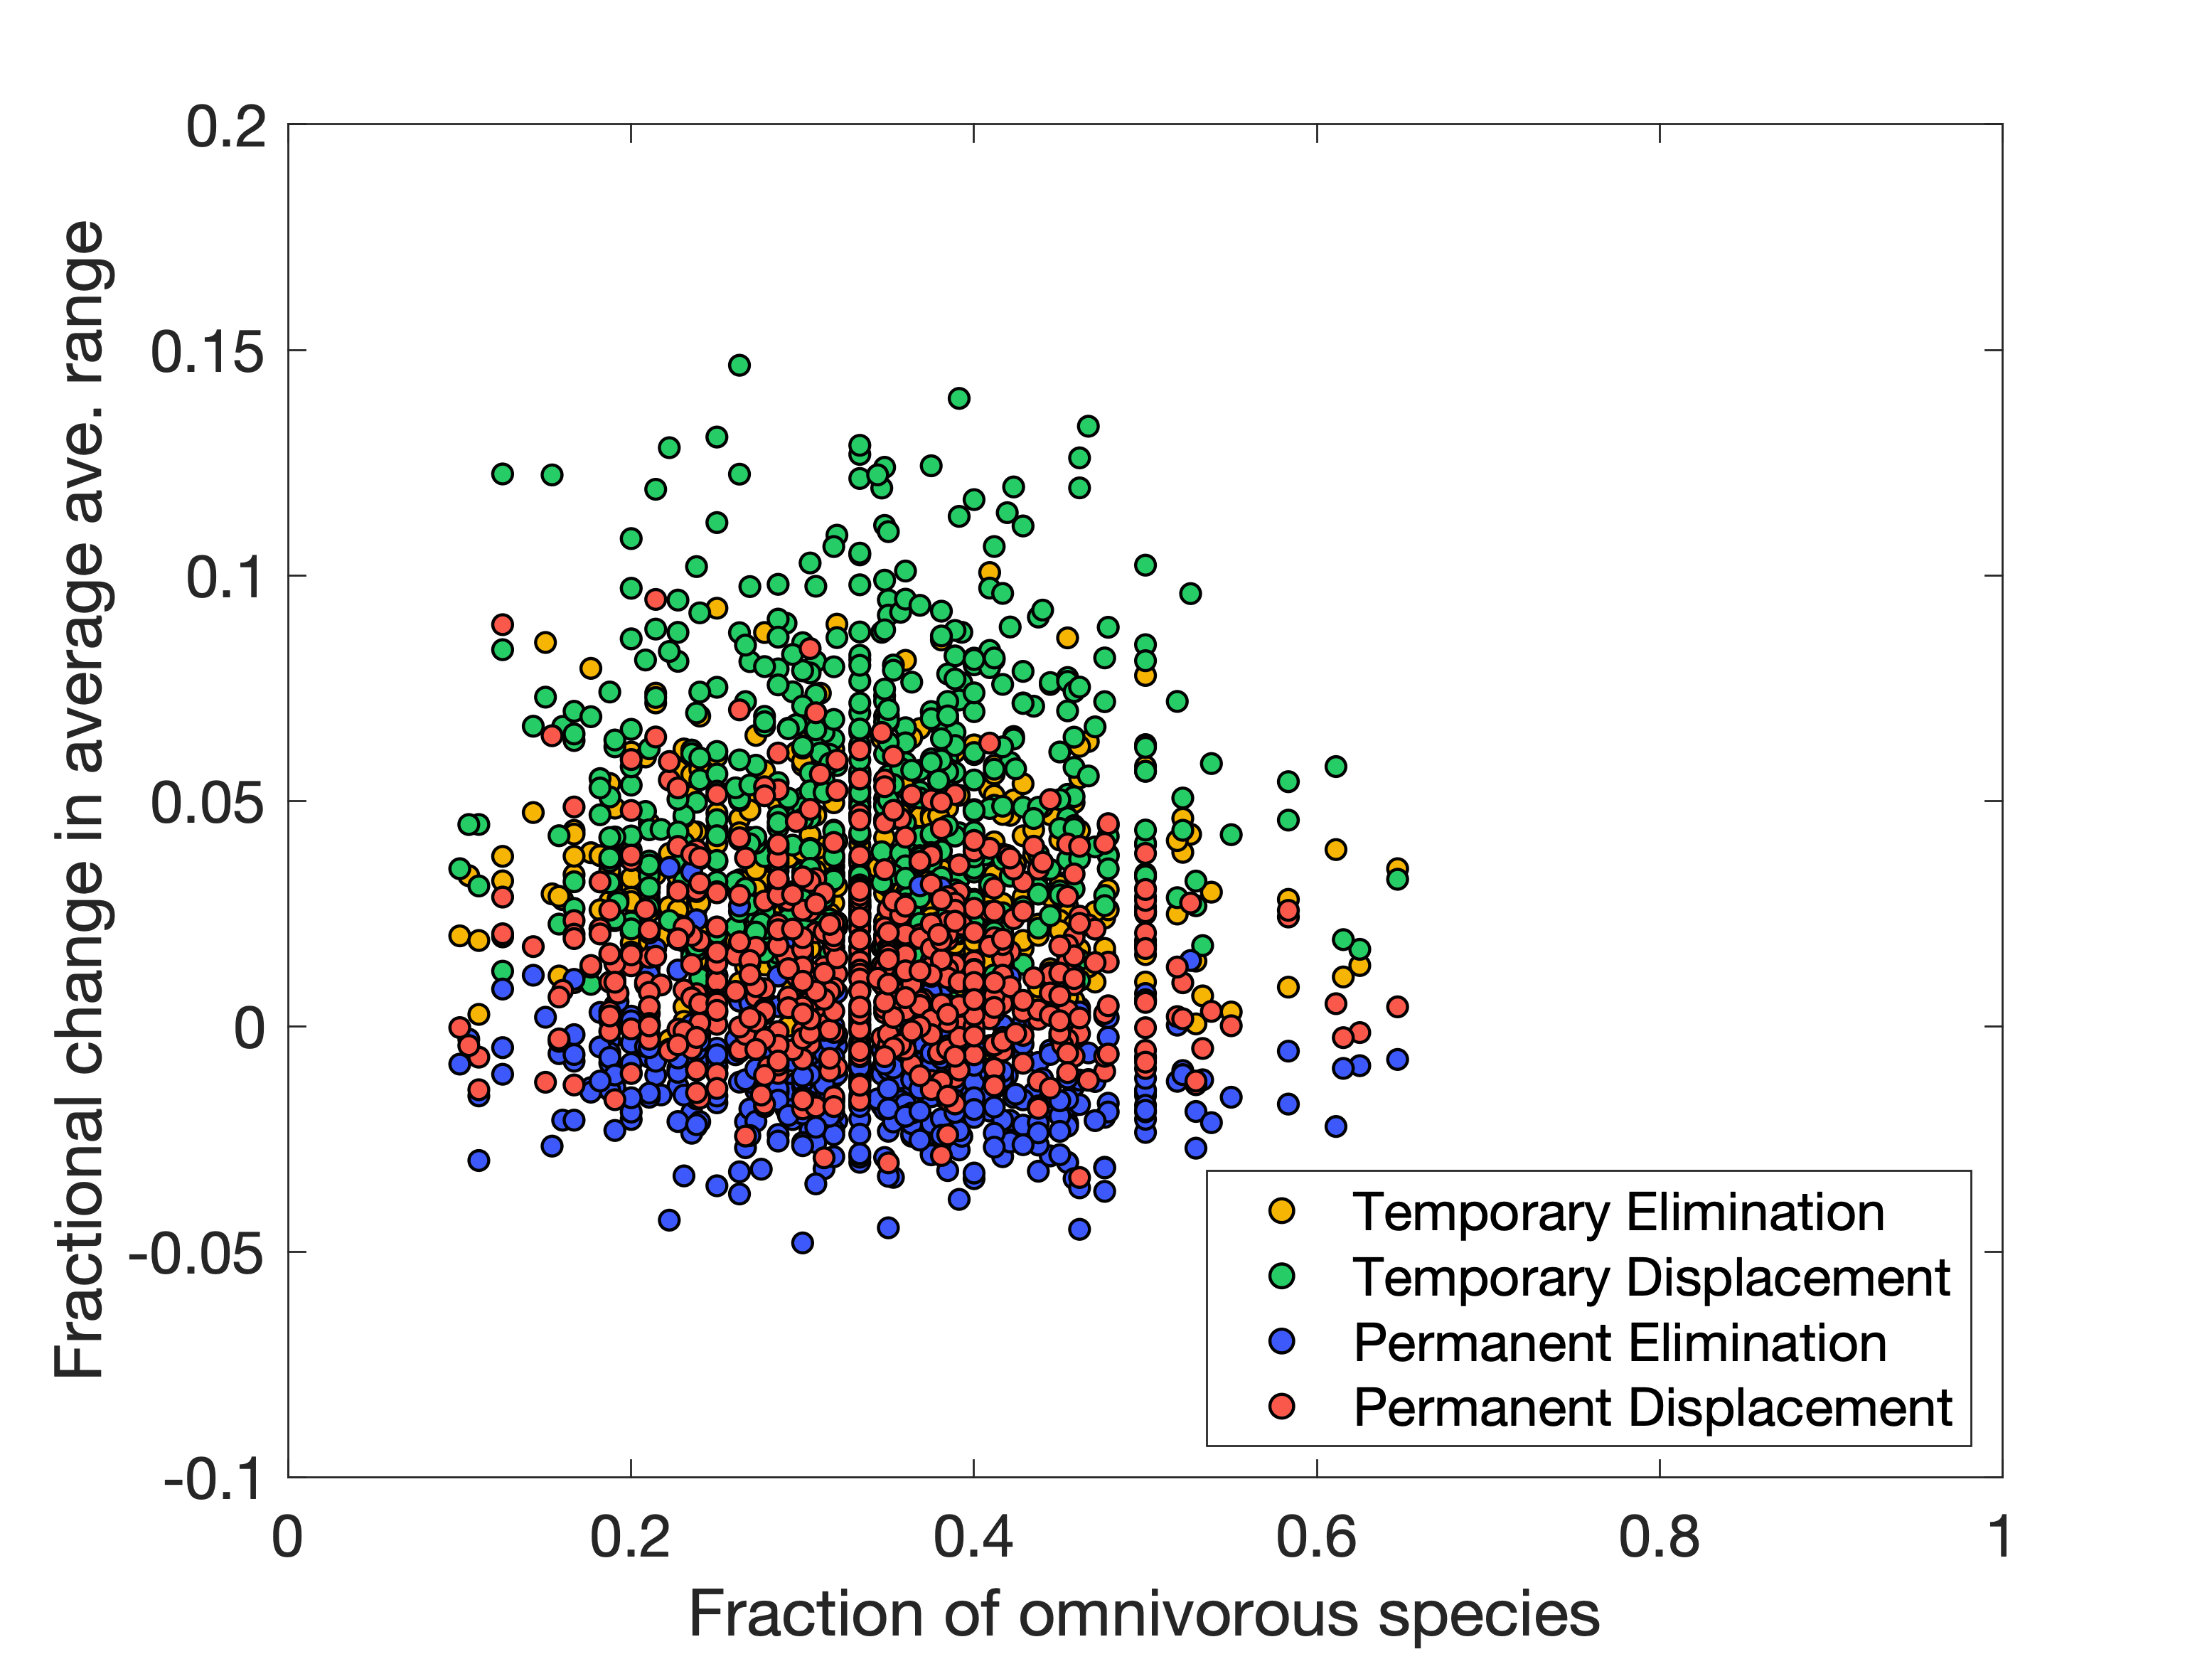 0.2
0.15
0.1
0.05
0
-0.05
-0.1
Fractional change in average ave. range
0
0.2
0.4
0.6
0.8
1
Fraction of omnivorous species
Temporary Elimination
Temporary Displacement
Permanent Elimination
Permanent Displacement